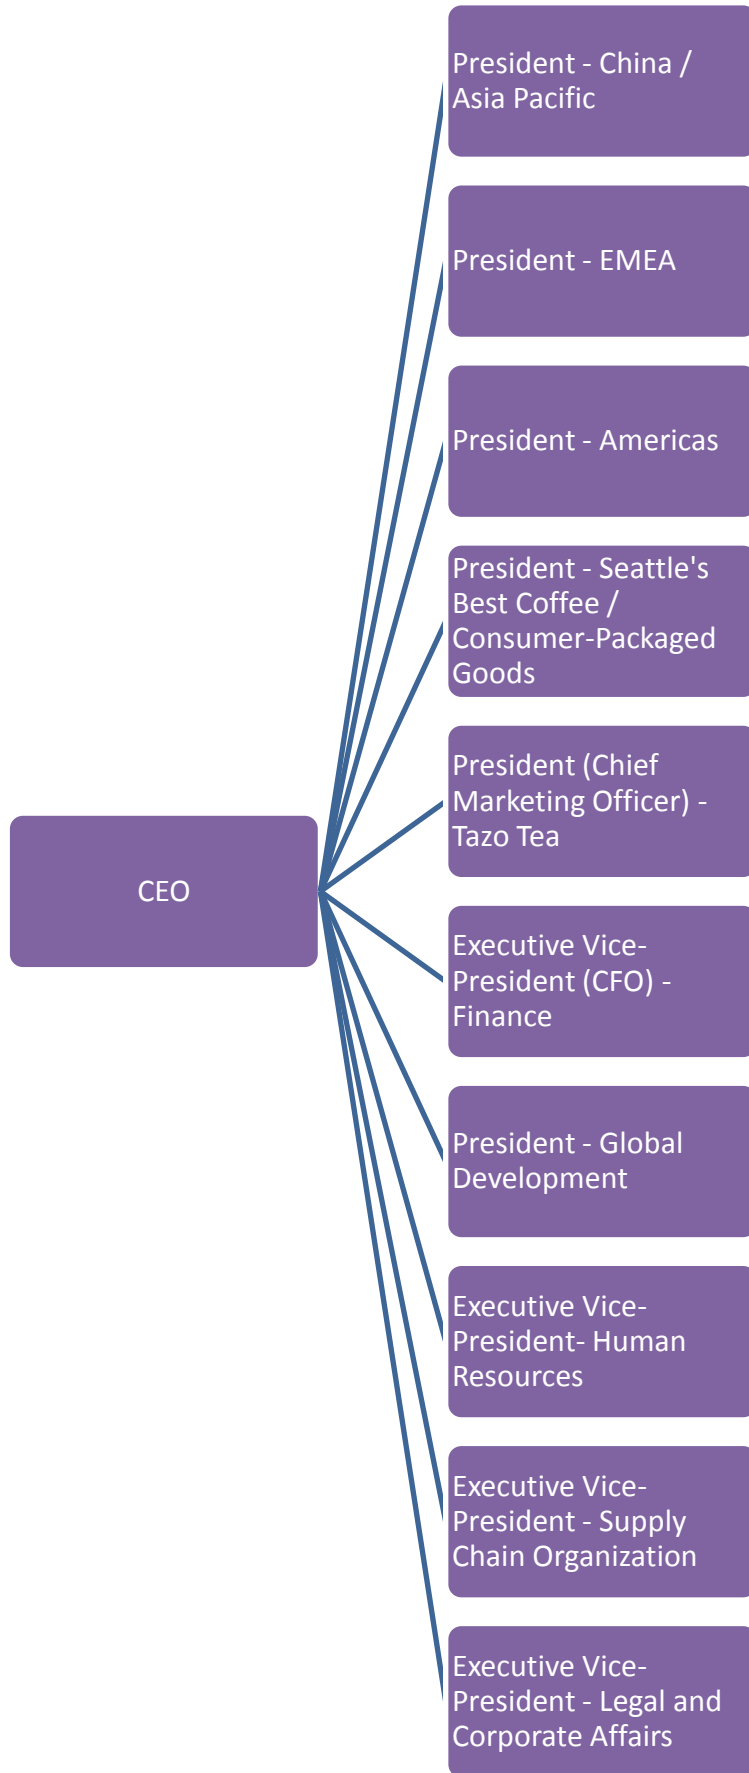 President - China /
Asia Pacific
President - EMEA
President - Americas
President - Seattle's
Best Coffee /
Consumer-Packaged
Goods
President (Chief
Marketing Officer) -
Tazo Tea
CEO
Executive Vice-
President (CFO) -
Finance
President - Global
Development
Executive Vice-
President- Human
Resources
Executive Vice-
President - Supply
Chain Organization
Executive Vice-
President - Legal and
Corporate Affairs